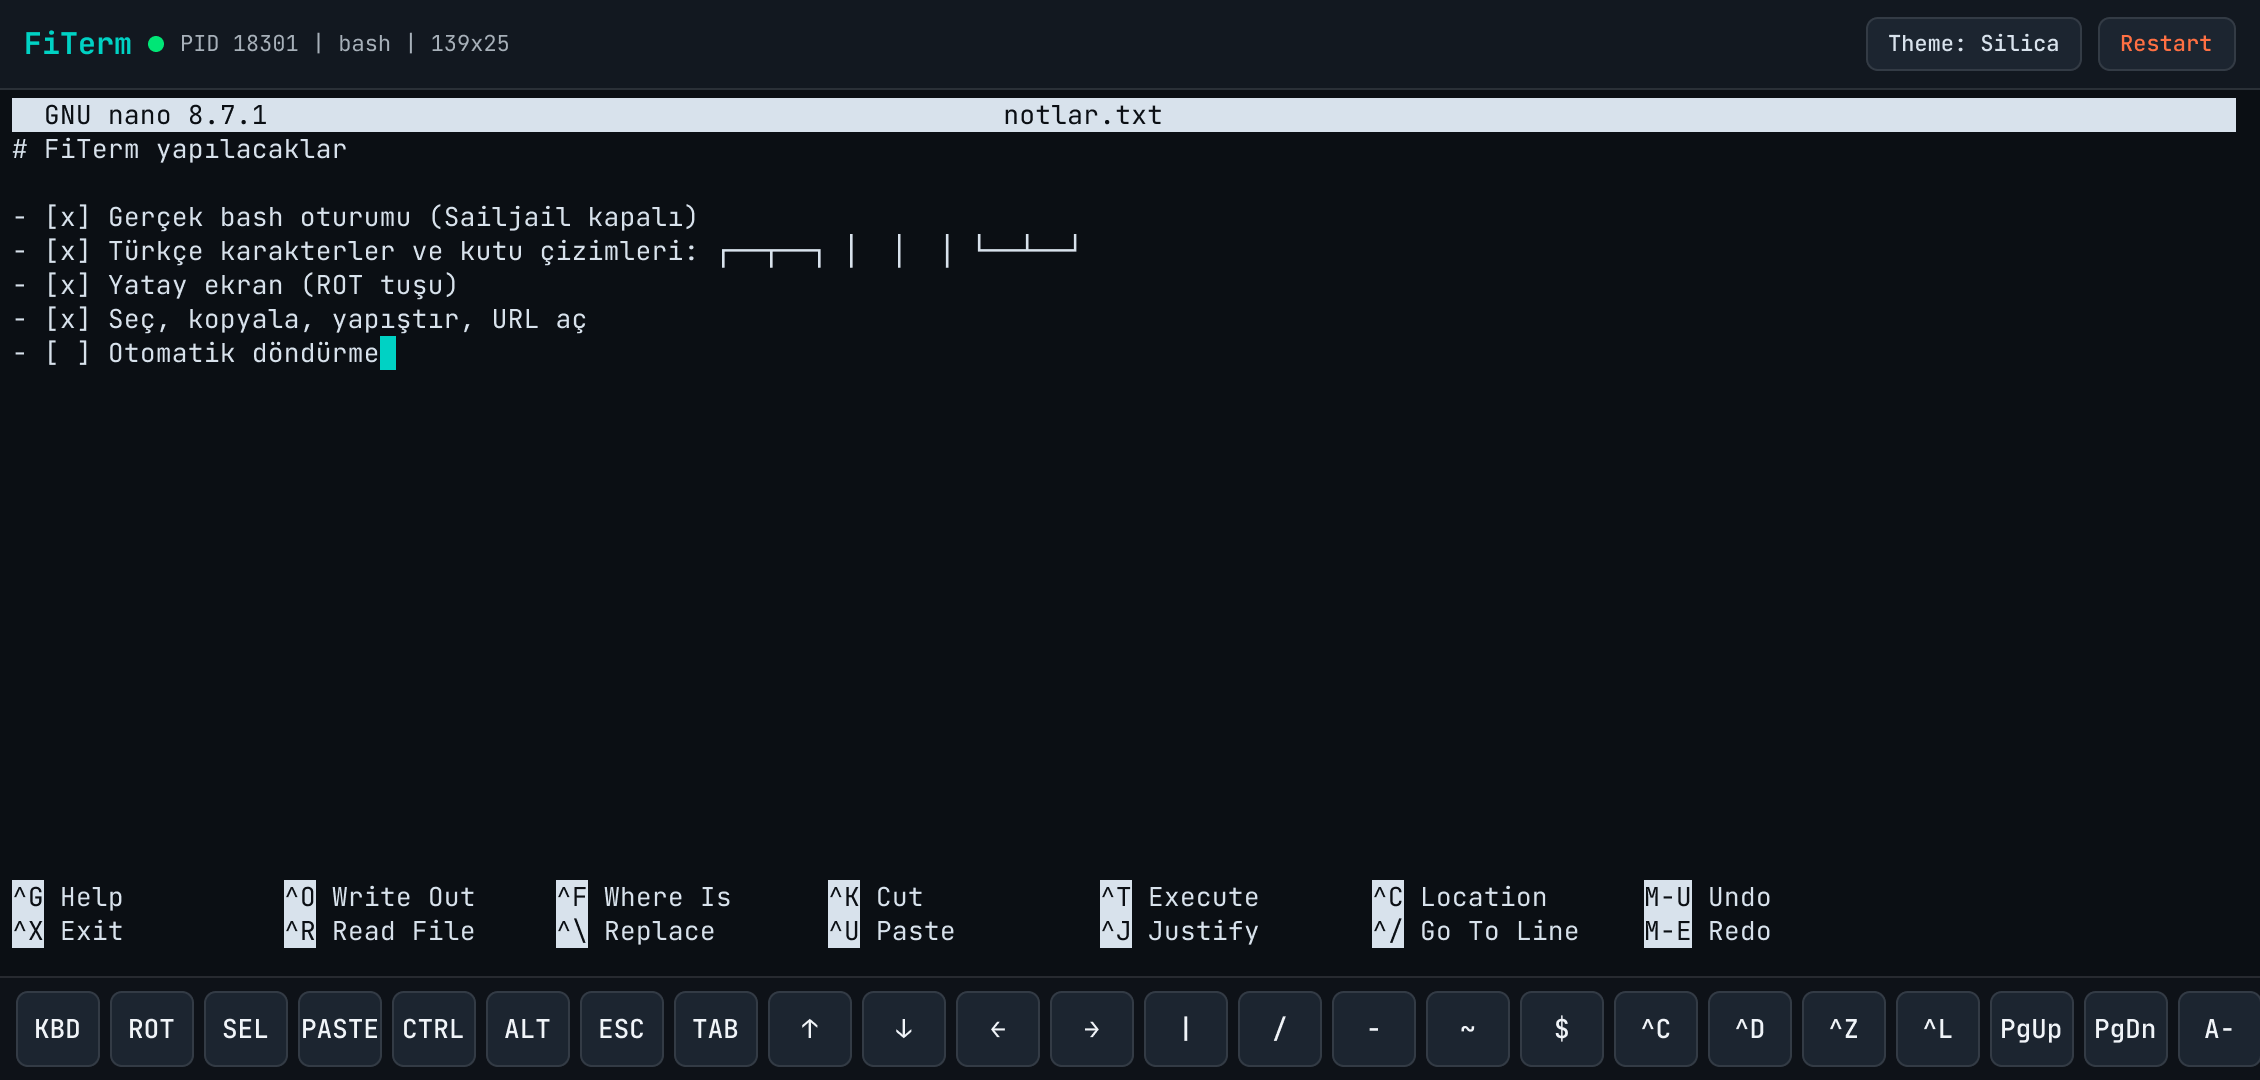 FiTerm PID 18301 | bash | 139x25 Theme: Silica Restart
GNU nano 8.7.1 notlar.txt
# FiTerm yapılacaklar
- [x] Gerçek bash oturumu (Sailjail kapalı)
- [x] Türkçe karakterler ve kutu çizimleri: ┌──┬──┐ │  │  │ └──┴──┘
- [x] Yatay ekran (ROT tuşu)
- [x] Seç, kopyala, yapıştır, URL aç
- [ ] Otomatik döndürme
^G Help ^O Write Out ^F Where Is ^K Cut ^T Execute ^C Location M-U Undo
^X Exit ^R Read File ^\ Replace ^U Paste ^J Justify ^/ Go To Line M-E Redo
KBD ROT SEL PASTE CTRL ALT ESC TAB ↑ ↓ ← → | / - ~ $ ^C ^D ^Z ^L PgUp PgDn A-